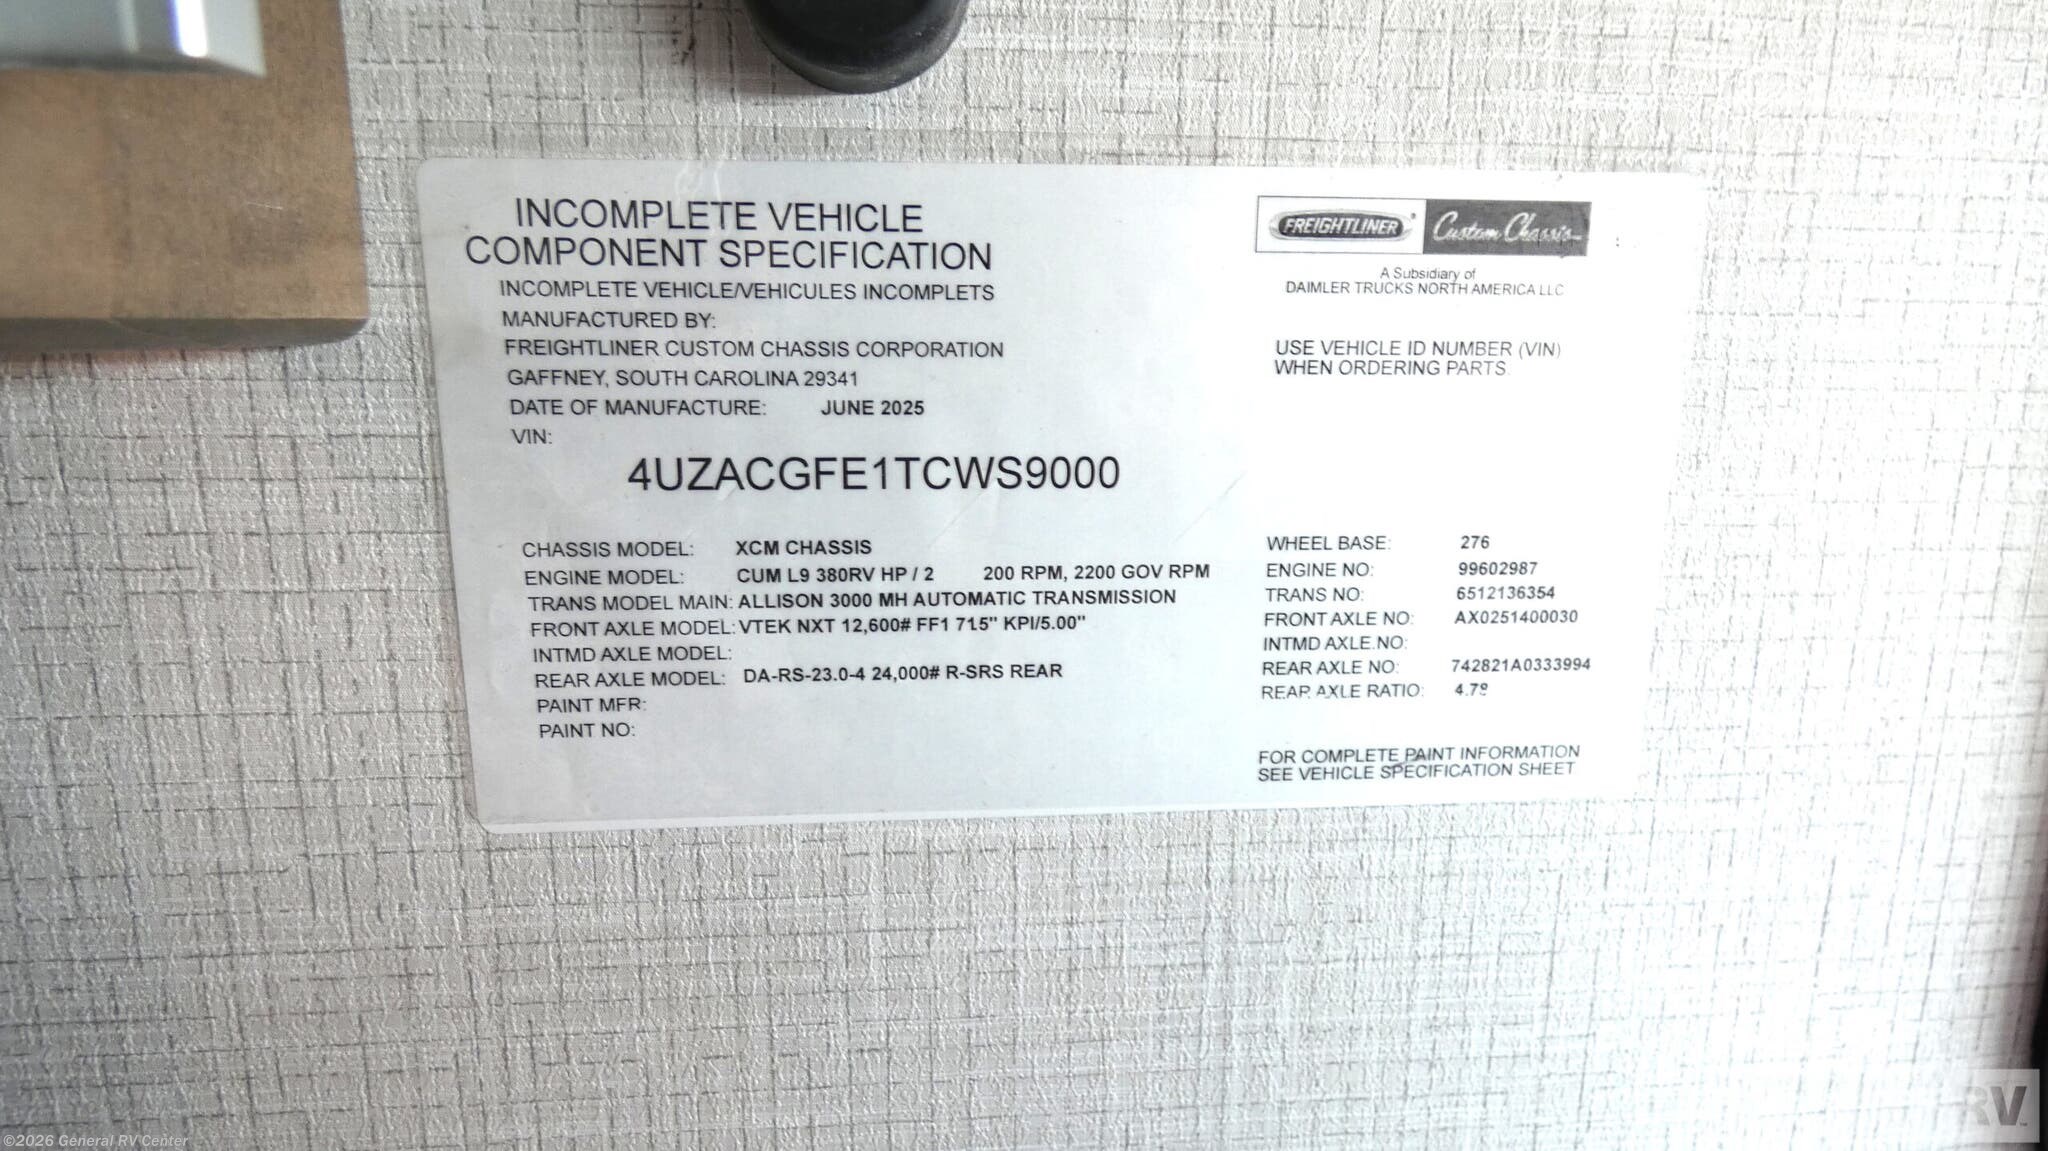 INCOMPLETE VEHICLE
COMPONENT SPECIFICATION
INCOMPLETE VEHICLE/VEHICULES INCOMPLETS
MANUFACTURED BY:
FREIGHTLINER CUSTOM CHASSIS CORPORATION
GAFFNEY, SOUTH CAROLINA 29341
DATE OF MANUFACTURE: JUNE 2025
VIN:
4UZACGFE1TCWS9000
CHASSIS MODEL: XCM CHASSIS
ENGINE MODEL: CUM L9 380RV HP / 2 200 RPM, 2200 GOV RPM
TRANS MODEL MAIN: ALLISON 3000 MH AUTOMATIC TRANSMISSION
FRONT AXLE MODEL: VTEK NXT 12,600# FF1 71.5" KPI/5.00"
INTMD AXLE MODEL:
REAR AXLE MODEL: DA-RS-23.0-4 24,000# R-SRS REAR
PAINT MFR:
PAINT NO:
FREIGHTLINER Custom Chassis
A Subsidiary of
DAIMLER TRUCKS NORTH AMERICA LLC
USE VEHICLE ID NUMBER (VIN)
WHEN ORDERING PARTS
WHEEL BASE: 276
ENGINE NO: 99602987
TRANS NO: 6512136354
FRONT AXLE NO: AX0251400030
INTMD AXLE NO:
REAR AXLE NO: 742821A0333994
REAR AXLE RATIO: 4.78
FOR COMPLETE PAINT INFORMATION
SEE VEHICLE SPECIFICATION SHEET
©2026 General RV Center
RV